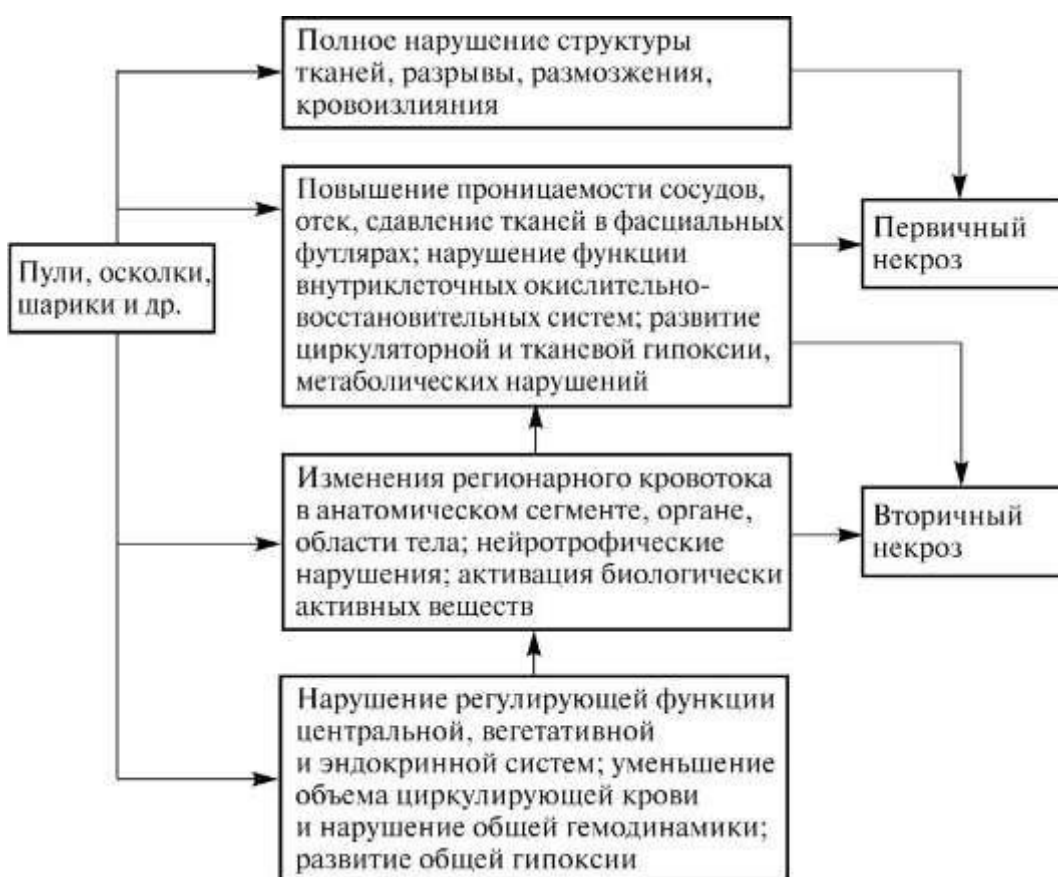 Полное нарушение структуры
тканей, разрывы, размозжения,
кровоизлияния
Повышение проницаемости сосудов,
отек, сдавление тканей в фасциальных
футлярах; нарушение функции
внутриклеточных окислительно-
восстановительных систем; развитие
циркуляторной и тканевой гипоксии,
метаболических нарушений
Первичный
некроз
Пули, осколки,
шарики и др.
Изменения регионарного кровотока
в анатомическом сегменте, органе,
области тела; нейротрофические
нарушения; активация биологически
активных веществ
Вторичный
некроз
Нарушение регулирующей функции
центральной, вегетативной
и эндокринной систем; уменьшение
объема циркулирующей крови
и нарушение общей гемодинамики;
развитие общей гипоксии